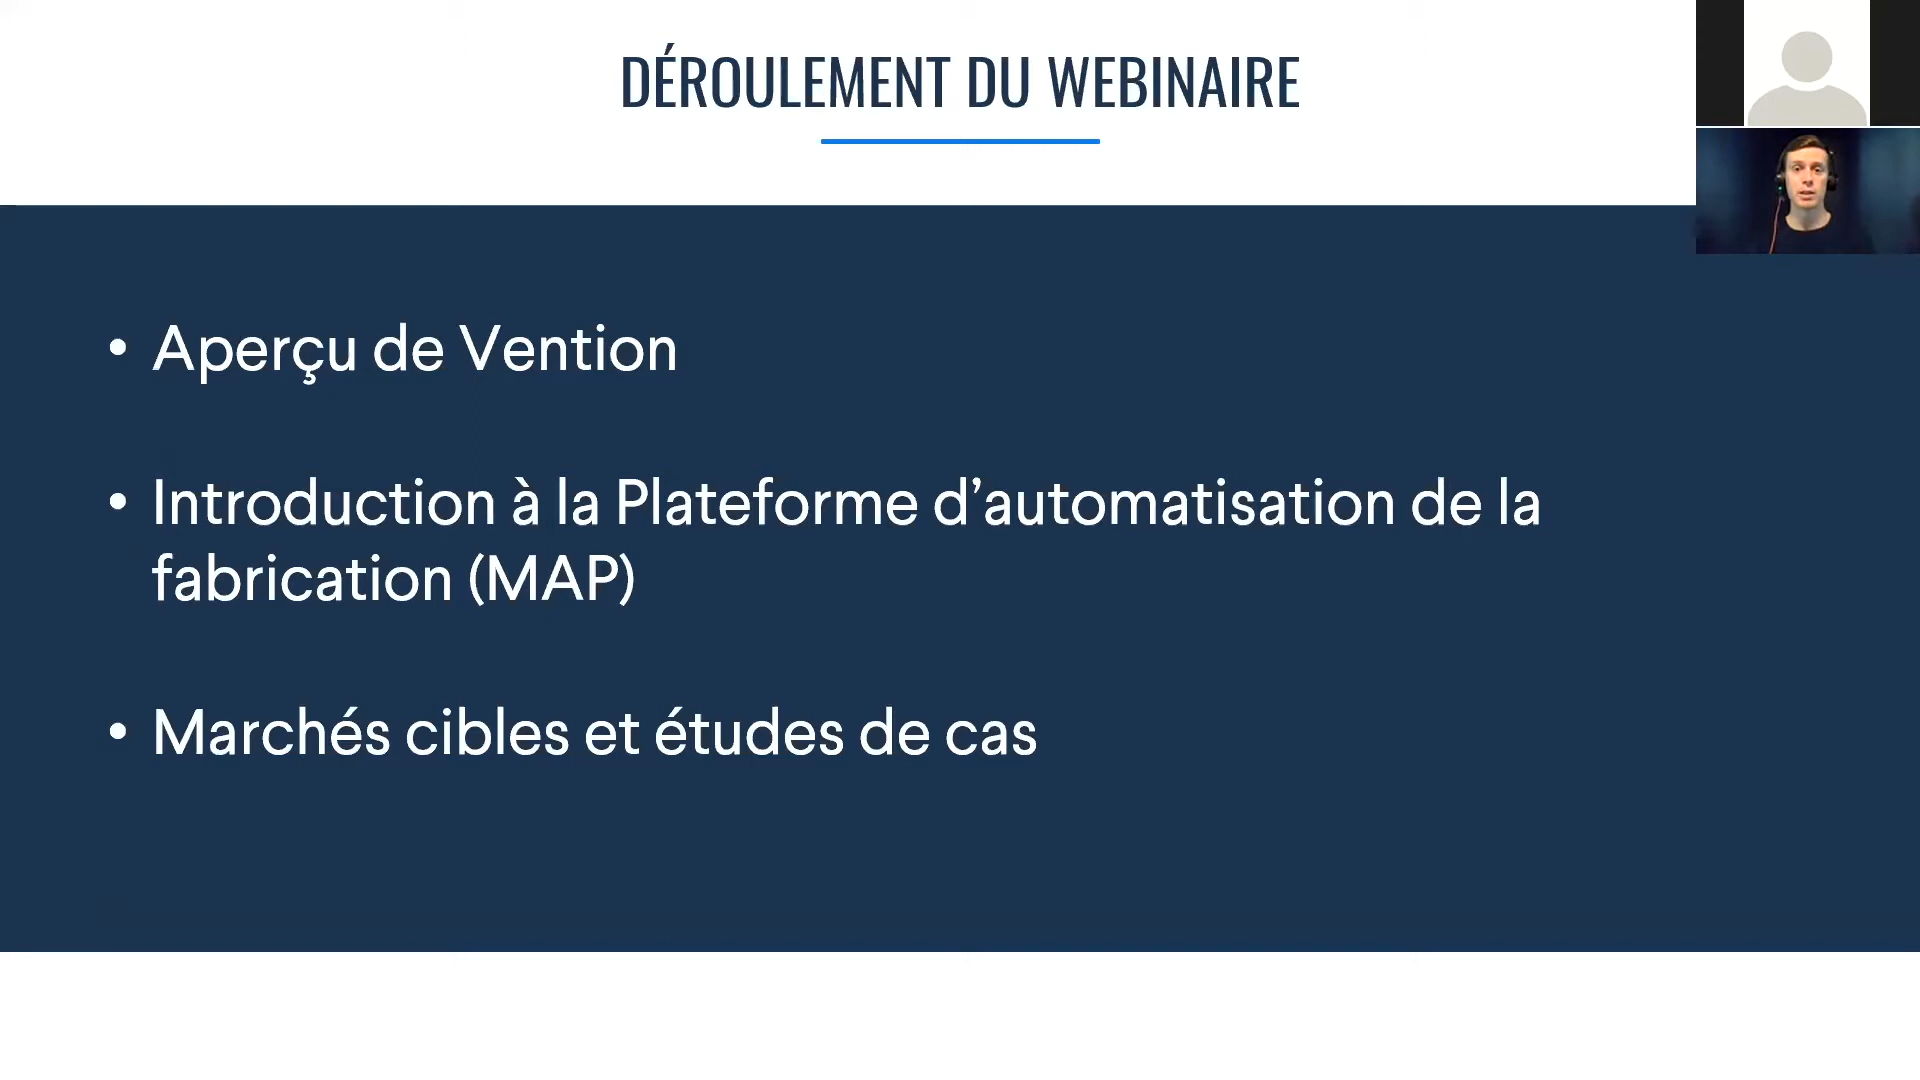 DÉROULEMENT DU WEBINAIRE
• Aperçu de Vention
• Introduction à la Plateforme d’automatisation de la
fabrication (MAP)
• Marchés cibles et études de cas